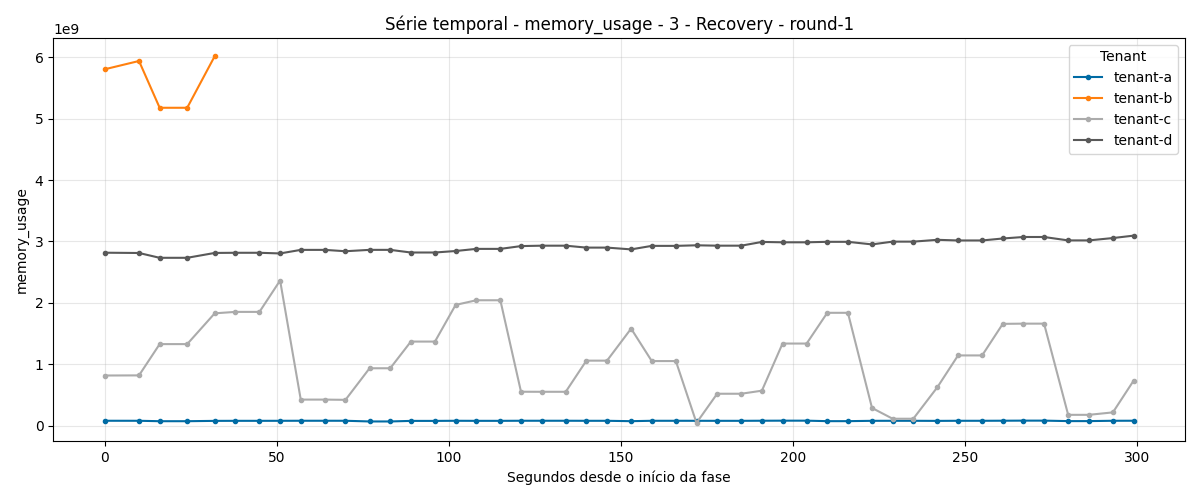 Série temporal - memory_usage - 3 - Recovery - round-1
1e9
6
5
4
3
2
1
0
memory_usage
0
50
100
150
200
250
300
Segundos desde o início da fase
Tenant
tenant-a
tenant-b
tenant-c
tenant-d